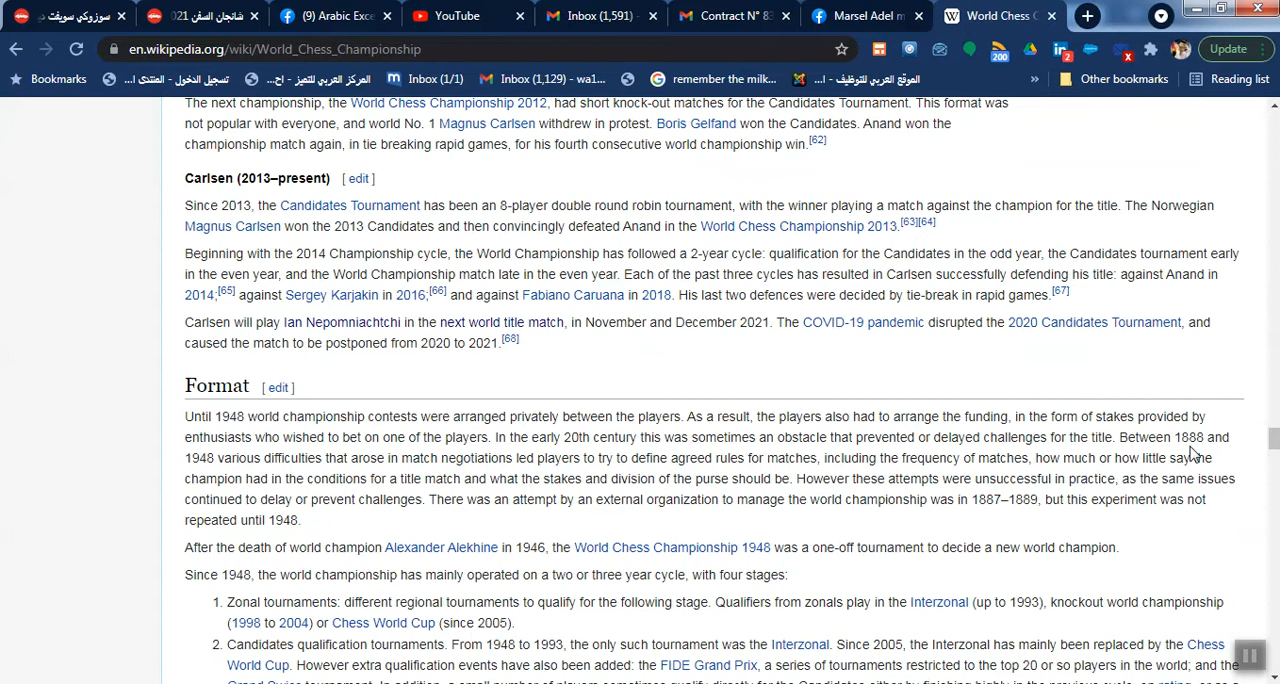 سوزوكي سويفت دي
شانجان السفن 021
(9) Arabic Exce
YouTube
Inbox (1,591) -
Contract N° 83
Marsel Adel m
World Chess C
en.wikipedia.org/wiki/World_Chess_Championship
200
2
x
Update
Bookmarks
تسجيل الدخول - المنتدى ا...
المركز العربي للتميز - اح...
Inbox (1/1)
Inbox (1,129) - wa1...
remember the milk...
الموقع العربي للتوظيف - ا...
»
Other bookmarks
Reading list
The next championship, the World Chess Championship 2012, had short knock-out matches for the Candidates Tournament. This format was
not popular with everyone, and world No. 1 Magnus Carlsen withdrew in protest. Boris Gelfand won the Candidates. Anand won the
championship match again, in tie breaking rapid games, for his fourth consecutive world championship win.[62]
Carlsen (2013–present) [ edit ]
Since 2013, the Candidates Tournament has been an 8-player double round robin tournament, with the winner playing a match against the champion for the title. The Norwegian
Magnus Carlsen won the 2013 Candidates and then convincingly defeated Anand in the World Chess Championship 2013.[63][64]
Beginning with the 2014 Championship cycle, the World Championship has followed a 2-year cycle: qualification for the Candidates in the odd year, the Candidates tournament early
in the even year, and the World Championship match late in the even year. Each of the past three cycles has resulted in Carlsen successfully defending his title: against Anand in
2014;[65] against Sergey Karjakin in 2016;[66] and against Fabiano Caruana in 2018. His last two defences were decided by tie-break in rapid games.[67]
Carlsen will play Ian Nepomniachtchi in the next world title match, in November and December 2021. The COVID-19 pandemic disrupted the 2020 Candidates Tournament, and
caused the match to be postponed from 2020 to 2021.[68]
Format [ edit ]
Until 1948 world championship contests were arranged privately between the players. As a result, the players also had to arrange the funding, in the form of stakes provided by
enthusiasts who wished to bet on one of the players. In the early 20th century this was sometimes an obstacle that prevented or delayed challenges for the title. Between 1888 and
1948 various difficulties that arose in match negotiations led players to try to define agreed rules for matches, including the frequency of matches, how much or how little say the
champion had in the conditions for a title match and what the stakes and division of the purse should be. However these attempts were unsuccessful in practice, as the same issues
continued to delay or prevent challenges. There was an attempt by an external organization to manage the world championship was in 1887–1889, but this experiment was not
repeated until 1948.
After the death of world champion Alexander Alekhine in 1946, the World Chess Championship 1948 was a one-off tournament to decide a new world champion.
Since 1948, the world championship has mainly operated on a two or three year cycle, with four stages:
1. Zonal tournaments: different regional tournaments to qualify for the following stage. Qualifiers from zonals play in the Interzonal (up to 1993), knockout world championship
(1998 to 2004) or Chess World Cup (since 2005).
2. Candidates qualification tournaments. From 1948 to 1993, the only such tournament was the Interzonal. Since 2005, the Interzonal has mainly been replaced by the Chess
World Cup. However extra qualification events have also been added: the FIDE Grand Prix, a series of tournaments restricted to the top 20 or so players in the world; and the